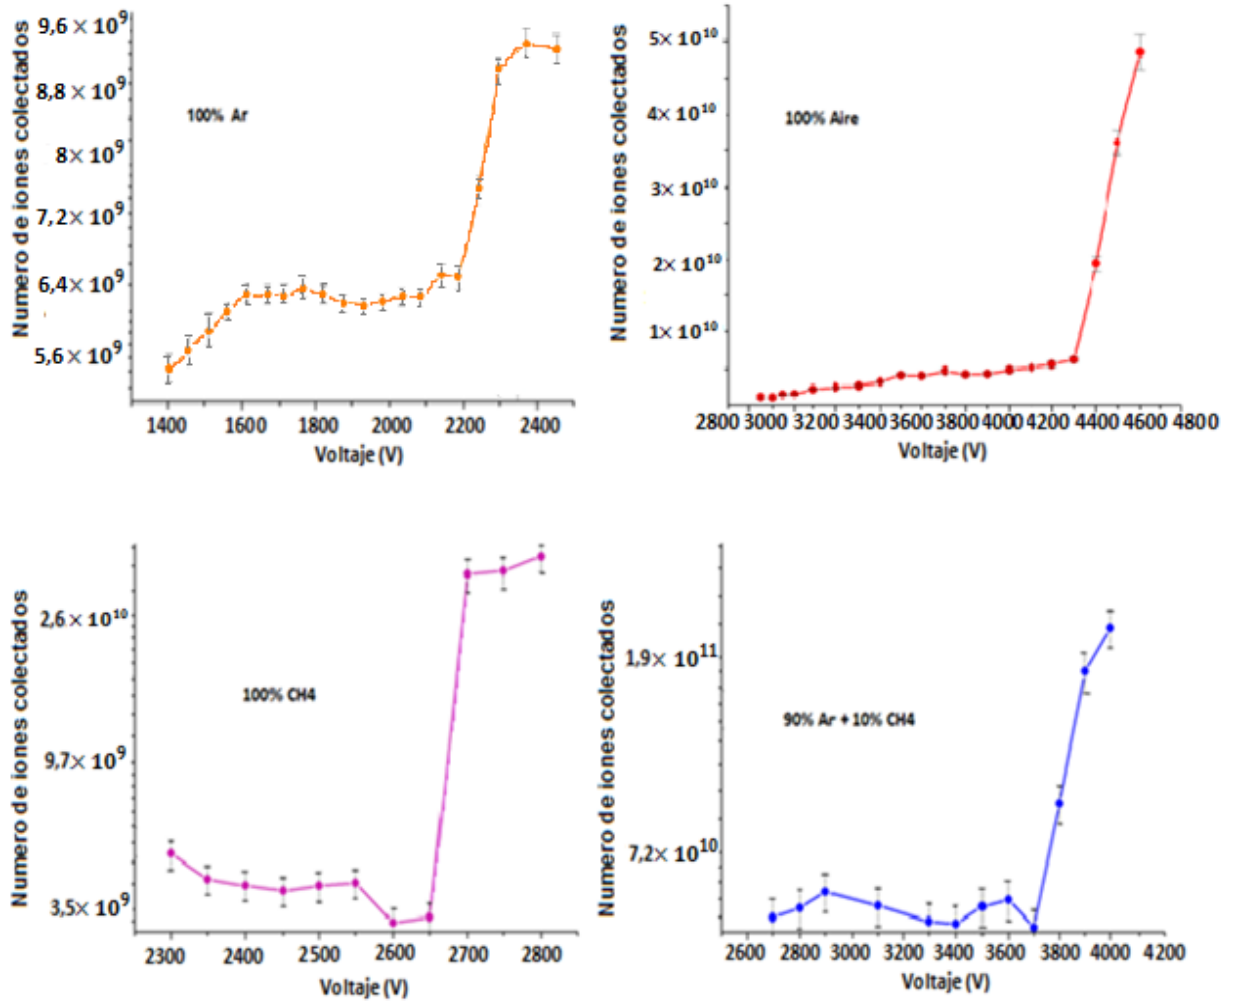 Numero de iones colectados
9,6 × 10⁹
8,8 × 10⁹
8 × 10⁹
7,2 × 10⁹
6,4 × 10⁹
5,6 × 10⁹
100% Ar
1400 1600 1800 2000 2200 2400
Voltaje (V)
Numero de iones colectados
5× 10¹⁰
4× 10¹⁰
3× 10¹⁰
2× 10¹⁰
1× 10¹⁰
100% Aire
2800 3000 3200 3400 3600 3800 4000 4200 4400 4600 4800
Voltaje (V)
Numero de iones colectados
2,6 × 10¹⁰
9,7× 10⁹
3,5× 10⁹
100% CH4
2300 2400 2500 2600 2700 2800
Voltaje (V)
Numero de iones colectados
1,9× 10¹¹
7,2× 10¹⁰
90% Ar + 10% CH4
2600 2800 3000 3200 3400 3600 3800 4000 4200
Voltaje (V)